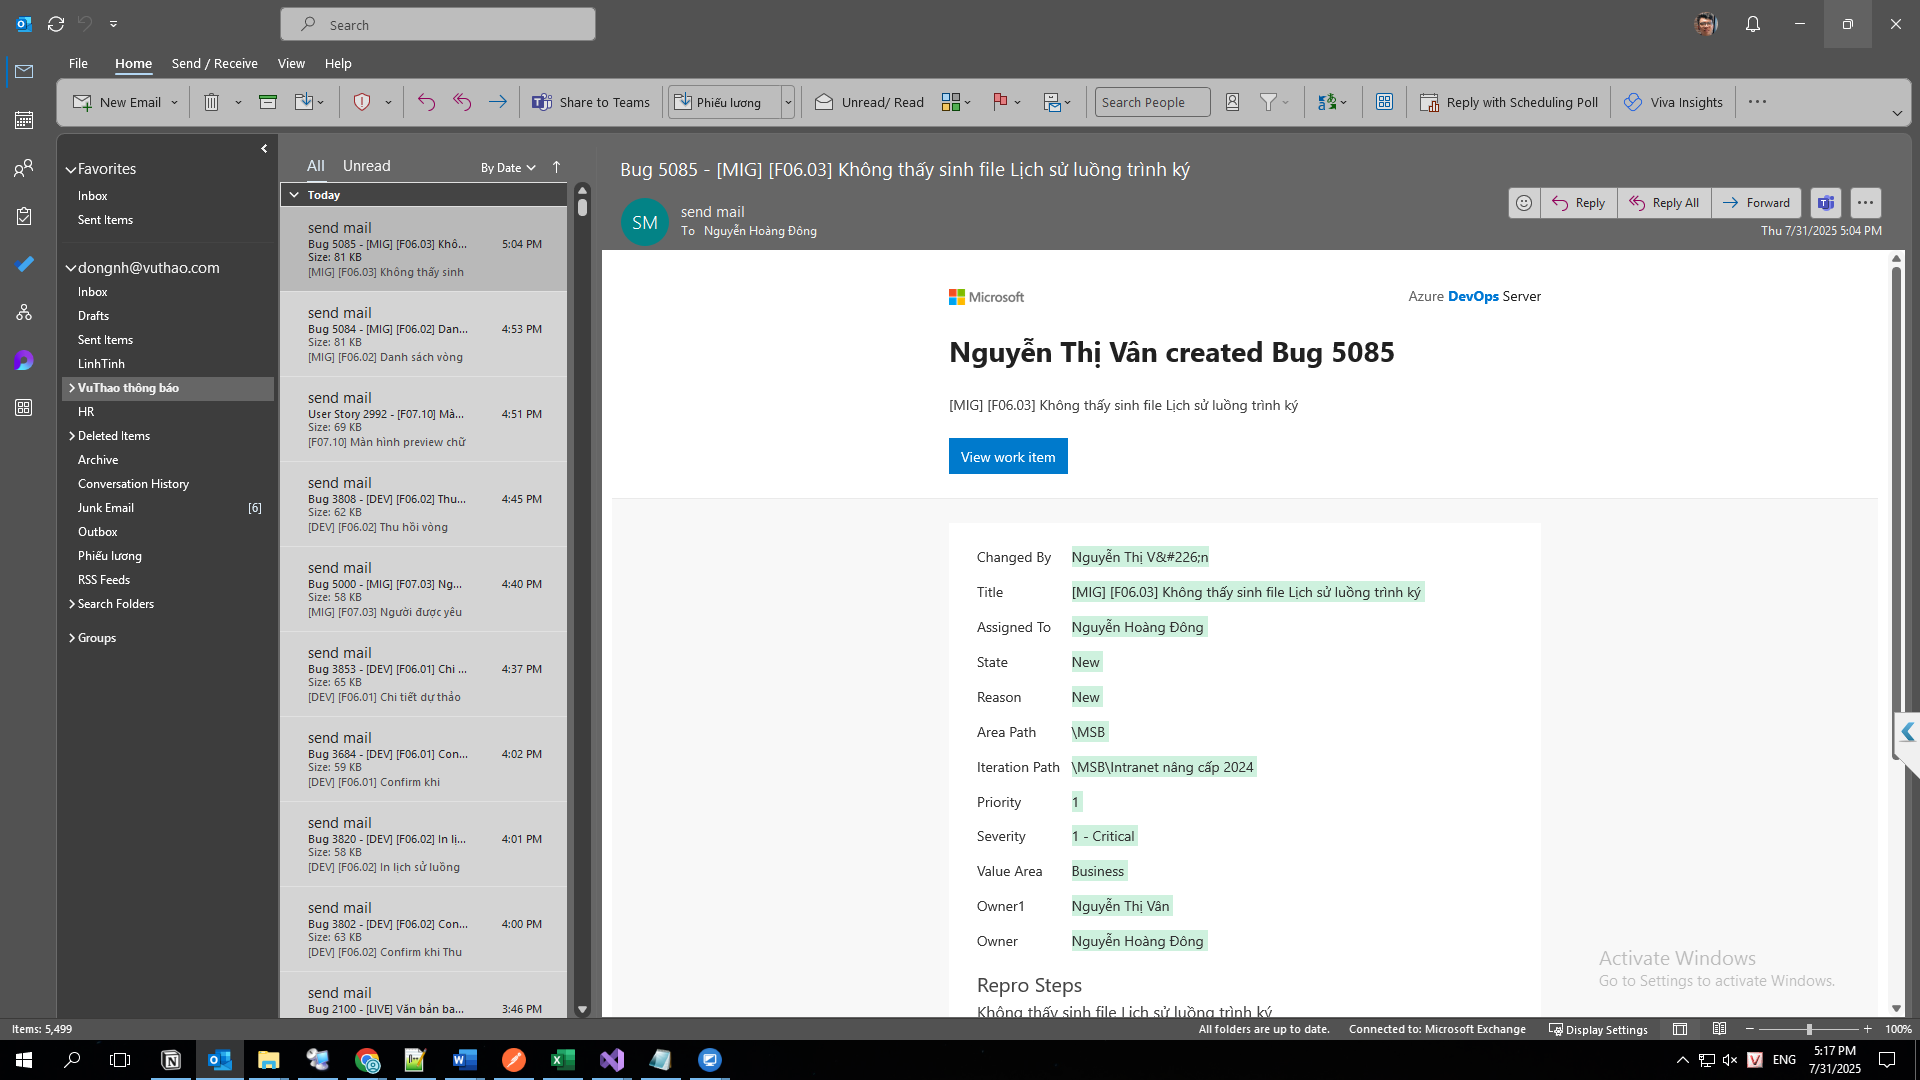 Search
File
Home
Send / Receive
View
Help
New Email
Share to Teams
Phiếu lương
Unread/ Read
Search People
Reply with Scheduling Poll
Viva Insights
Favorites
Inbox
Sent Items
dongnh@vuthao.com
Inbox
Drafts
Sent Items
LinhTinh
VuThao thông báo
HR
Deleted Items
Archive
Conversation History
Junk Email [6]
Outbox
Phiếu lương
RSS Feeds
Search Folders
Groups
All
Unread
By Date
Today
send mail
Bug 5085 - [MIG] [F06.03] Khô... 5:04 PM
Size: 81 KB
[MIG] [F06.03] Không thấy sinh
send mail
Bug 5084 - [MIG] [F06.02] Dan... 4:53 PM
Size: 81 KB
[MIG] [F06.02] Danh sách vòng
send mail
User Story 2992 - [F07.10] Mà... 4:51 PM
Size: 69 KB
[F07.10] Màn hình preview chữ
send mail
Bug 3808 - [DEV] [F06.02] Thu... 4:45 PM
Size: 62 KB
[DEV] [F06.02] Thu hồi vòng
send mail
Bug 5000 - [MIG] [F07.03] Ng... 4:40 PM
Size: 58 KB
[MIG] [F07.03] Người được yêu
send mail
Bug 3853 - [DEV] [F06.01] Chi ... 4:37 PM
Size: 65 KB
[DEV] [F06.01] Chi tiết dự thảo
send mail
Bug 3684 - [DEV] [F06.01] Con... 4:02 PM
Size: 59 KB
[DEV] [F06.01] Confirm khi
send mail
Bug 3820 - [DEV] [F06.02] In lị... 4:01 PM
Size: 58 KB
[DEV] [F06.02] In lịch sử luồng
send mail
Bug 3802 - [DEV] [F06.02] Con... 4:00 PM
Size: 63 KB
[DEV] [F06.02] Confirm khi Thu
send mail
Bug 2100 - [LIVE] Văn bản ba... 3:46 PM
Bug 5085 - [MIG] [F06.03] Không thấy sinh file Lịch sử luồng trình ký
SM
send mail
To Nguyễn Hoàng Đông
Reply
Reply All
Forward
Thu 7/31/2025 5:04 PM
Microsoft
Azure DevOps Server
Nguyễn Thị Vân created Bug 5085
[MIG] [F06.03] Không thấy sinh file Lịch sử luồng trình ký
View work item
Changed By Nguyễn Thị V&#226;n
Title [MIG] [F06.03] Không thấy sinh file Lịch sử luồng trình ký
Assigned To Nguyễn Hoàng Đông
State New
Reason New
Area Path \MSB
Iteration Path \MSB\Intranet nâng cấp 2024
Priority 1
Severity 1 - Critical
Value Area Business
Owner1 Nguyễn Thị Vân
Owner Nguyễn Hoàng Đông
Repro Steps
Không thấy sinh file Lịch sử luồng trình ký
Activate Windows
Go to Settings to activate Windows.
Items: 5,499
All folders are up to date.
Connected to: Microsoft Exchange
Display Settings
100%
ENG
5:17 PM
7/31/2025